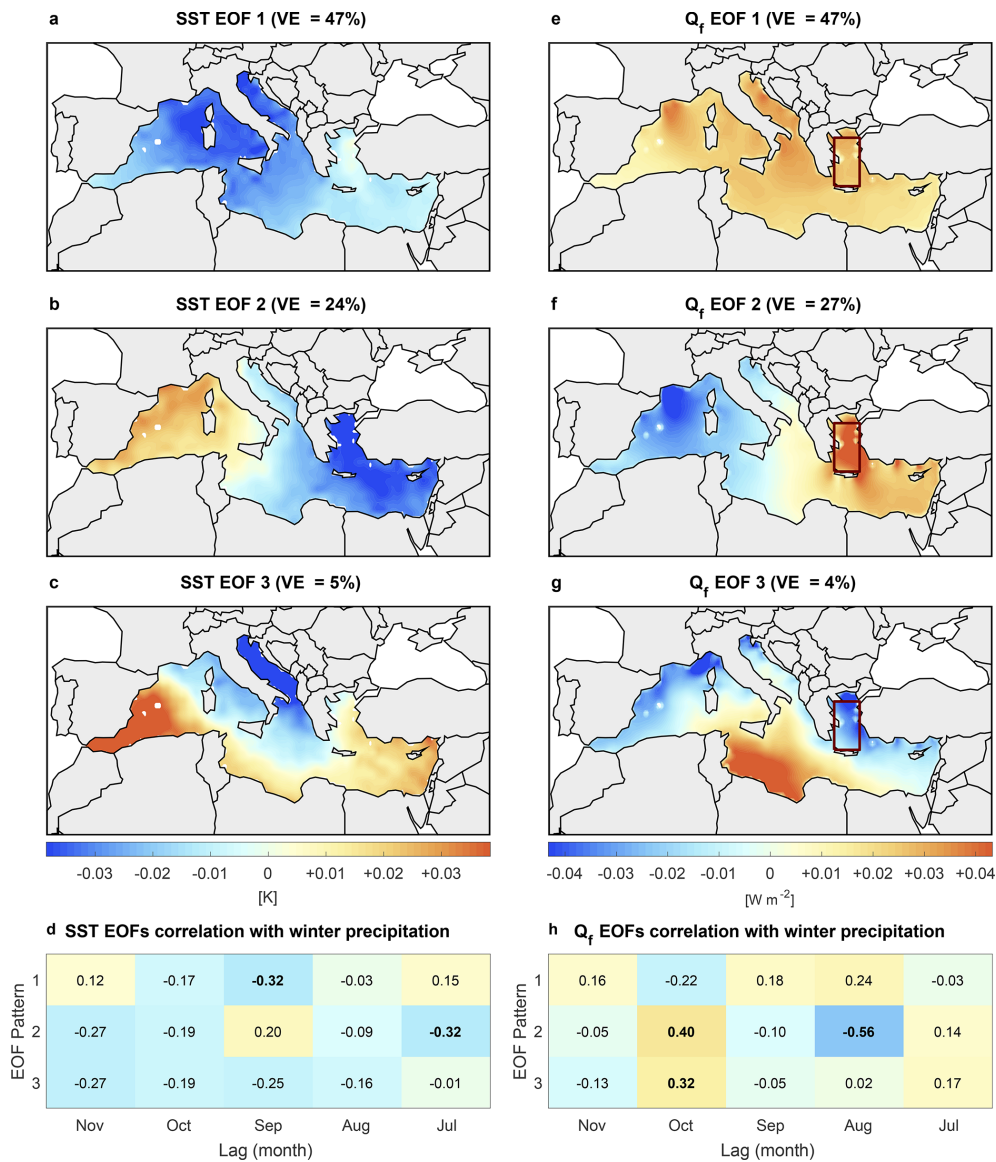 a SST EOF 1 (VE = 47%)
e Qf EOF 1 (VE = 47%)
b SST EOF 2 (VE = 24%)
f Qf EOF 2 (VE = 27%)
c SST EOF 3 (VE = 5%)
g Qf EOF 3 (VE = 4%)
-0.03 -0.02 -0.01 0 +0.01 +0.02 +0.03
[K]
-0.04 -0.03 -0.02 -0.01 0 +0.01 +0.02 +0.03 +0.04
[W m-2]
d SST EOFs correlation with winter precipitation
EOF Pattern
1 0.12 -0.17 -0.32 -0.03 0.15
2 -0.27 -0.19 0.20 -0.09 -0.32
3 -0.27 -0.19 -0.25 -0.16 -0.01
Nov Oct Sep Aug Jul
Lag (month)
h Qf EOFs correlation with winter precipitation
EOF Pattern
1 0.16 -0.22 0.18 0.24 -0.03
2 -0.05 0.40 -0.10 -0.56 0.14
3 -0.13 0.32 -0.05 0.02 0.17
Nov Oct Sep Aug Jul
Lag (month)